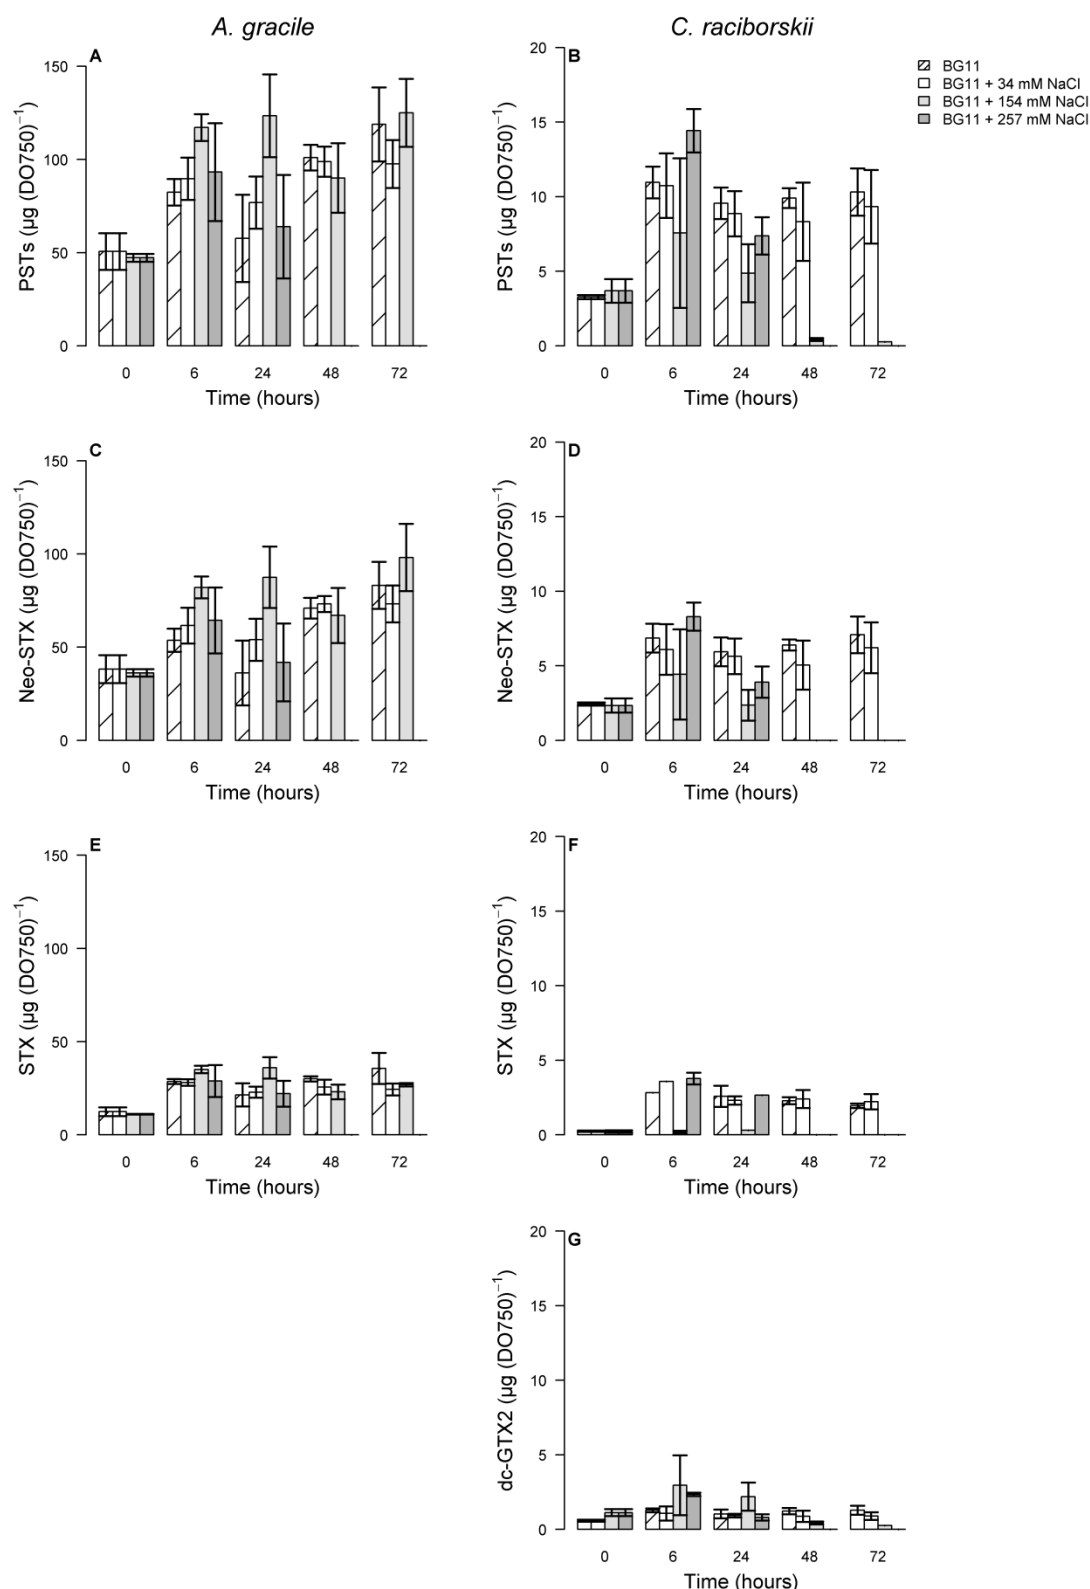 A. gracile
C. raciborskii
A
PSTs (µg (DO750)⁻¹)
150
100
50
0
0 6 24 48 72
Time (hours)
B
PSTs (µg (DO750)⁻¹)
20
15
10
5
0
0 6 24 48 72
Time (hours)
BG11
BG11 + 34 mM NaCl
BG11 + 154 mM NaCl
BG11 + 257 mM NaCl
C
Neo-STX (µg (DO750)⁻¹)
150
100
50
0
0 6 24 48 72
Time (hours)
D
Neo-STX (µg (DO750)⁻¹)
20
15
10
5
0
0 6 24 48 72
Time (hours)
E
STX (µg (DO750)⁻¹)
150
100
50
0
0 6 24 48 72
Time (hours)
F
STX (µg (DO750)⁻¹)
20
15
10
5
0
0 6 24 48 72
Time (hours)
G
dc-GTX2 (µg (DO750)⁻¹)
20
15
10
5
0
0 6 24 48 72
Time (hours)